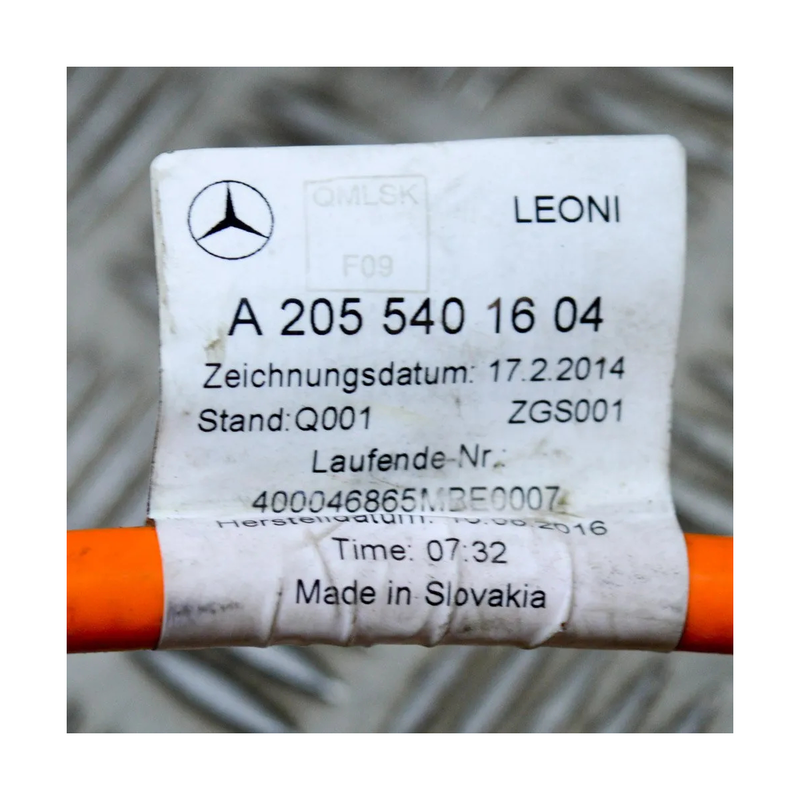 QMLSK
F09
LEONI
A 205 540 16 04
Zeichnungsdatum: 17.2.2014
Stand:Q001 ZGS001
Laufende-Nr.:
400046865MBE0007
Time: 07:32
Made in Slovakia